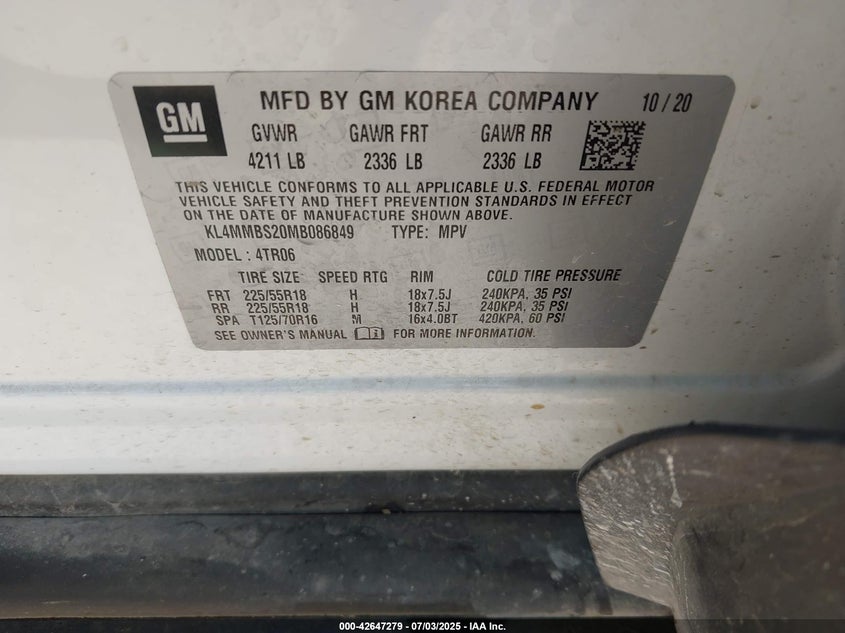 GM
MFD BY GM KOREA COMPANY 10 / 20
GVWR GAWR FRT GAWR RR
4211 LB 2336 LB 2336 LB
THIS VEHICLE CONFORMS TO ALL APPLICABLE U.S. FEDERAL MOTOR
VEHICLE SAFETY AND THEFT PREVENTION STANDARDS IN EFFECT
ON THE DATE OF MANUFACTURE SHOWN ABOVE.
KL4MMBS20MB086849 TYPE: MPV
MODEL : 4TR06
TIRE SIZE SPEED RTG RIM COLD TIRE PRESSURE
FRT 225/55R18 H 18x7.5J 240KPA, 35 PSI
RR 225/55R18 H 18x7.5J 240KPA, 35 PSI
SPA T125/70R16 M 16x4.0BT 420KPA, 60 PSI
SEE OWNER'S MANUAL FOR MORE INFORMATION.
000-42647279 - 07/03/2025 - IAA Inc.